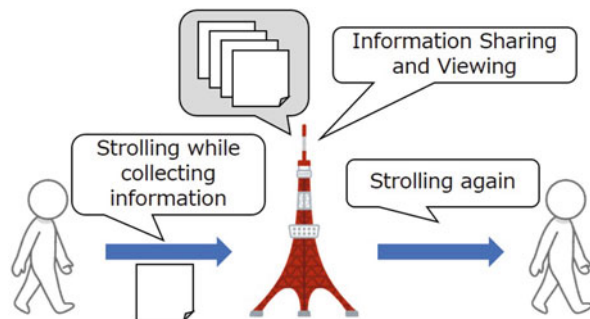 Information Sharing
and Viewing
Strolling while
collecting
information
Strolling again